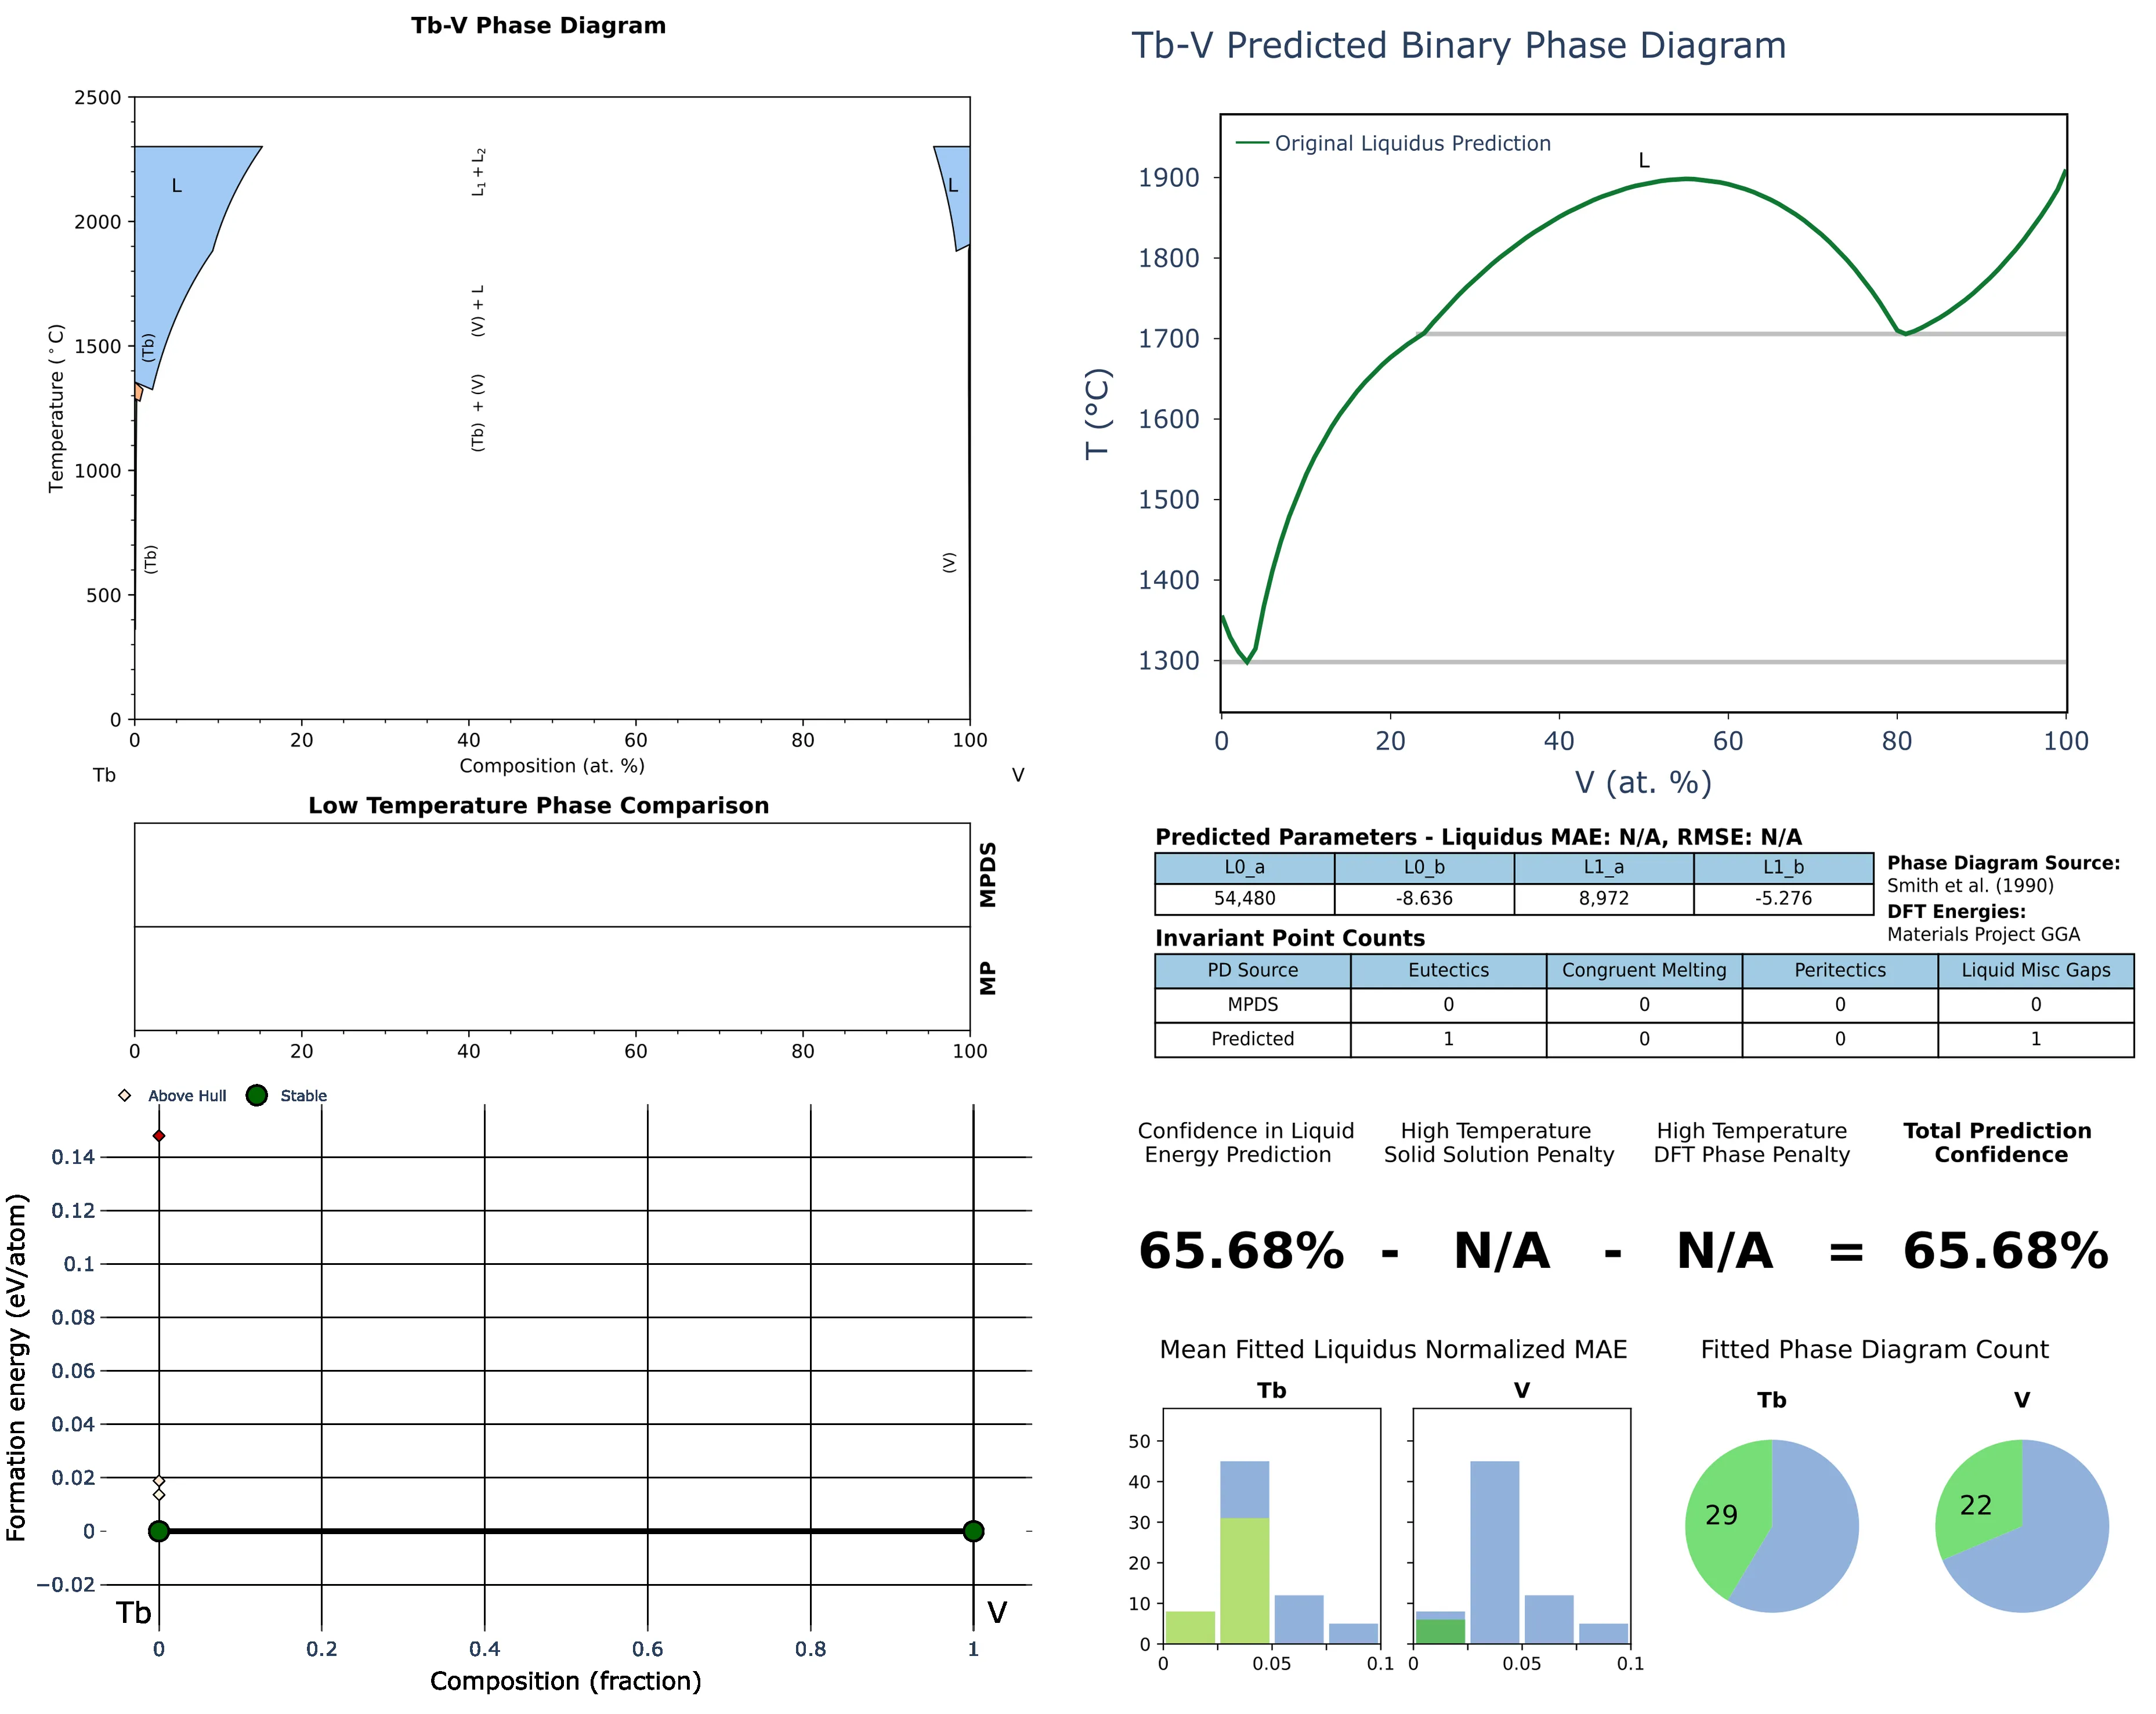 Tb-V Phase Diagram
2500
2000
1500
1000
500
0
Temperature (°C)
L
L
L₁+L₂
(V) + L
(Tb) + (V)
(Tb)
(Tb)
(V)
0 20 40 60 80 100
Composition (at. %)
Tb V
Low Temperature Phase Comparison
MPDS
MP
0 20 40 60 80 100
Above Hull Stable
0.14
0.12
0.1
0.08
0.06
0.04
0.02
0
−0.02
Formation energy (eV/atom)
Tb V
0 0.2 0.4 0.6 0.8 1
Composition (fraction)
Tb-V Predicted Binary Phase Diagram
Original Liquidus Prediction
L
1900
1800
1700
1600
1500
1400
1300
T (°C)
0 20 40 60 80 100
V (at. %)
Predicted Parameters - Liquidus MAE: N/A, RMSE: N/A
L0_a L0_b L1_a L1_b
54,480 -8.636 8,972 -5.276
Phase Diagram Source:
Smith et al. (1990)
DFT Energies:
Materials Project GGA
Invariant Point Counts
PD Source Eutectics Congruent Melting Peritectics Liquid Misc Gaps
MPDS 0 0 0 0
Predicted 1 0 0 1
Confidence in Liquid
Energy Prediction
High Temperature
Solid Solution Penalty
High Temperature
DFT Phase Penalty
Total Prediction
Confidence
65.68% - N/A - N/A = 65.68%
Mean Fitted Liquidus Normalized MAE
Tb V
50
40
30
20
10
0
0 0.05 0.1
0 0.05 0.1
Fitted Phase Diagram Count
Tb V
29 22